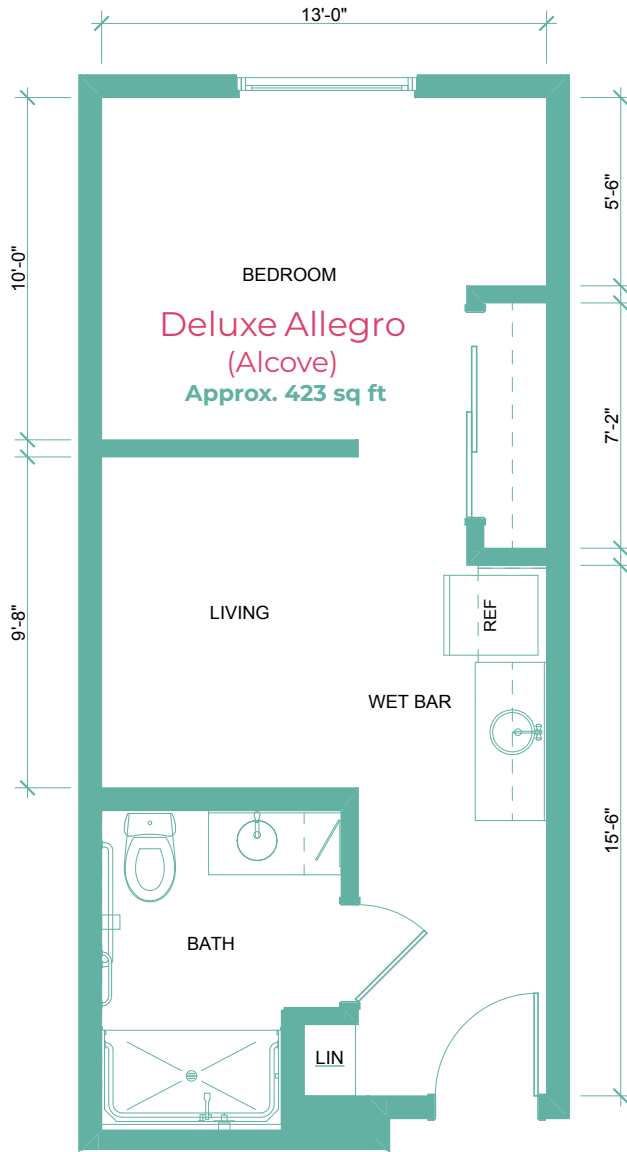 13'-0"
10'-0"
5'-6"
BEDROOM
Deluxe Allegro
(Alcove)
Approx. 423 sq ft
7'-2"
9'-8"
LIVING
REF
WET BAR
15'-6"
BATH
LIN